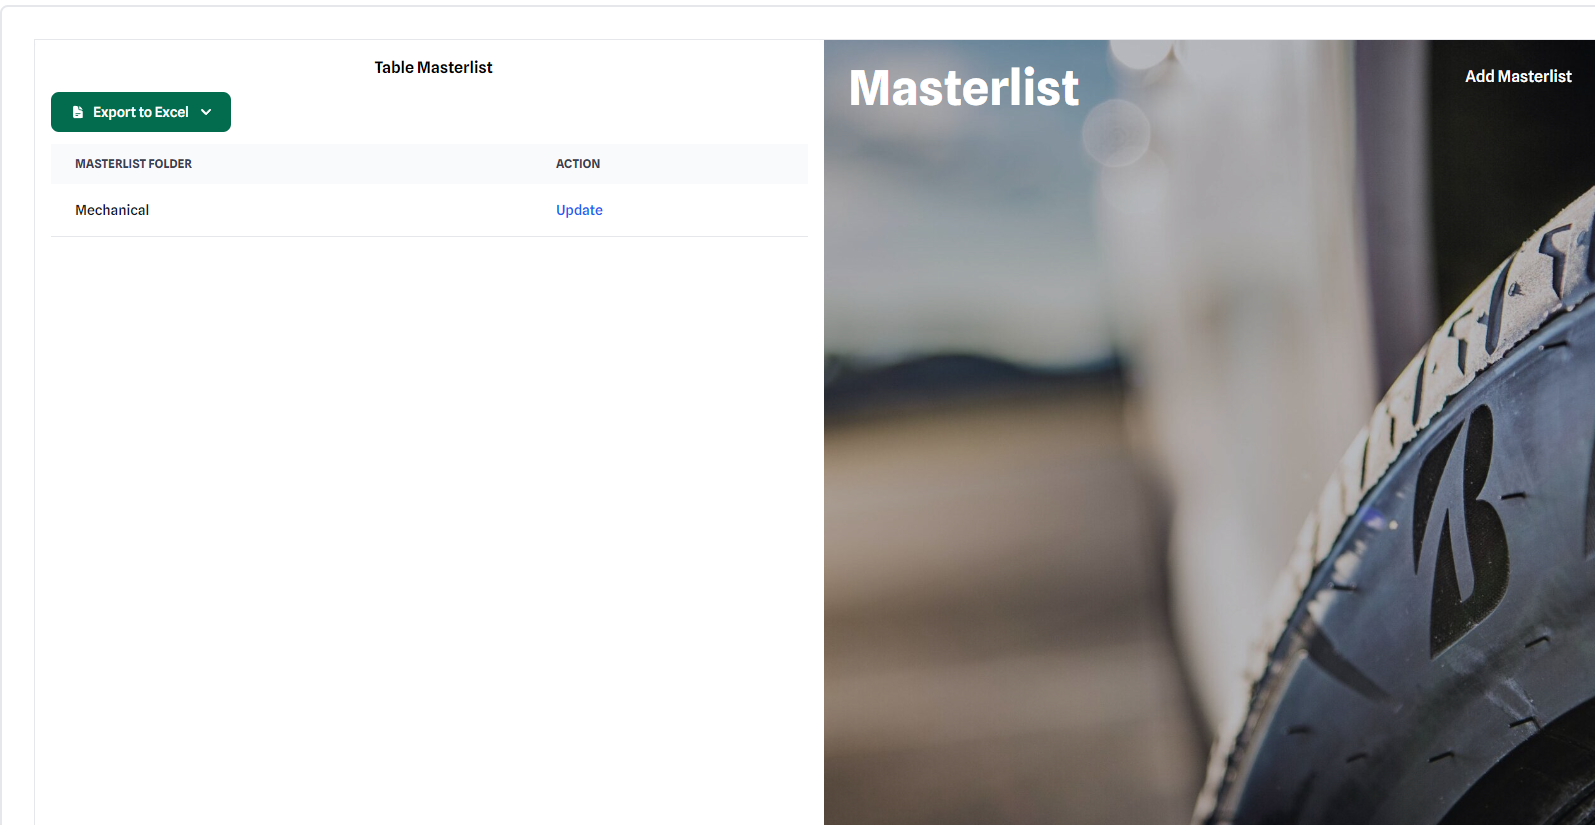 Table Masterlist
Export to Excel
MASTERLIST FOLDER ACTION
Mechanical Update
Masterlist
Add Masterlist